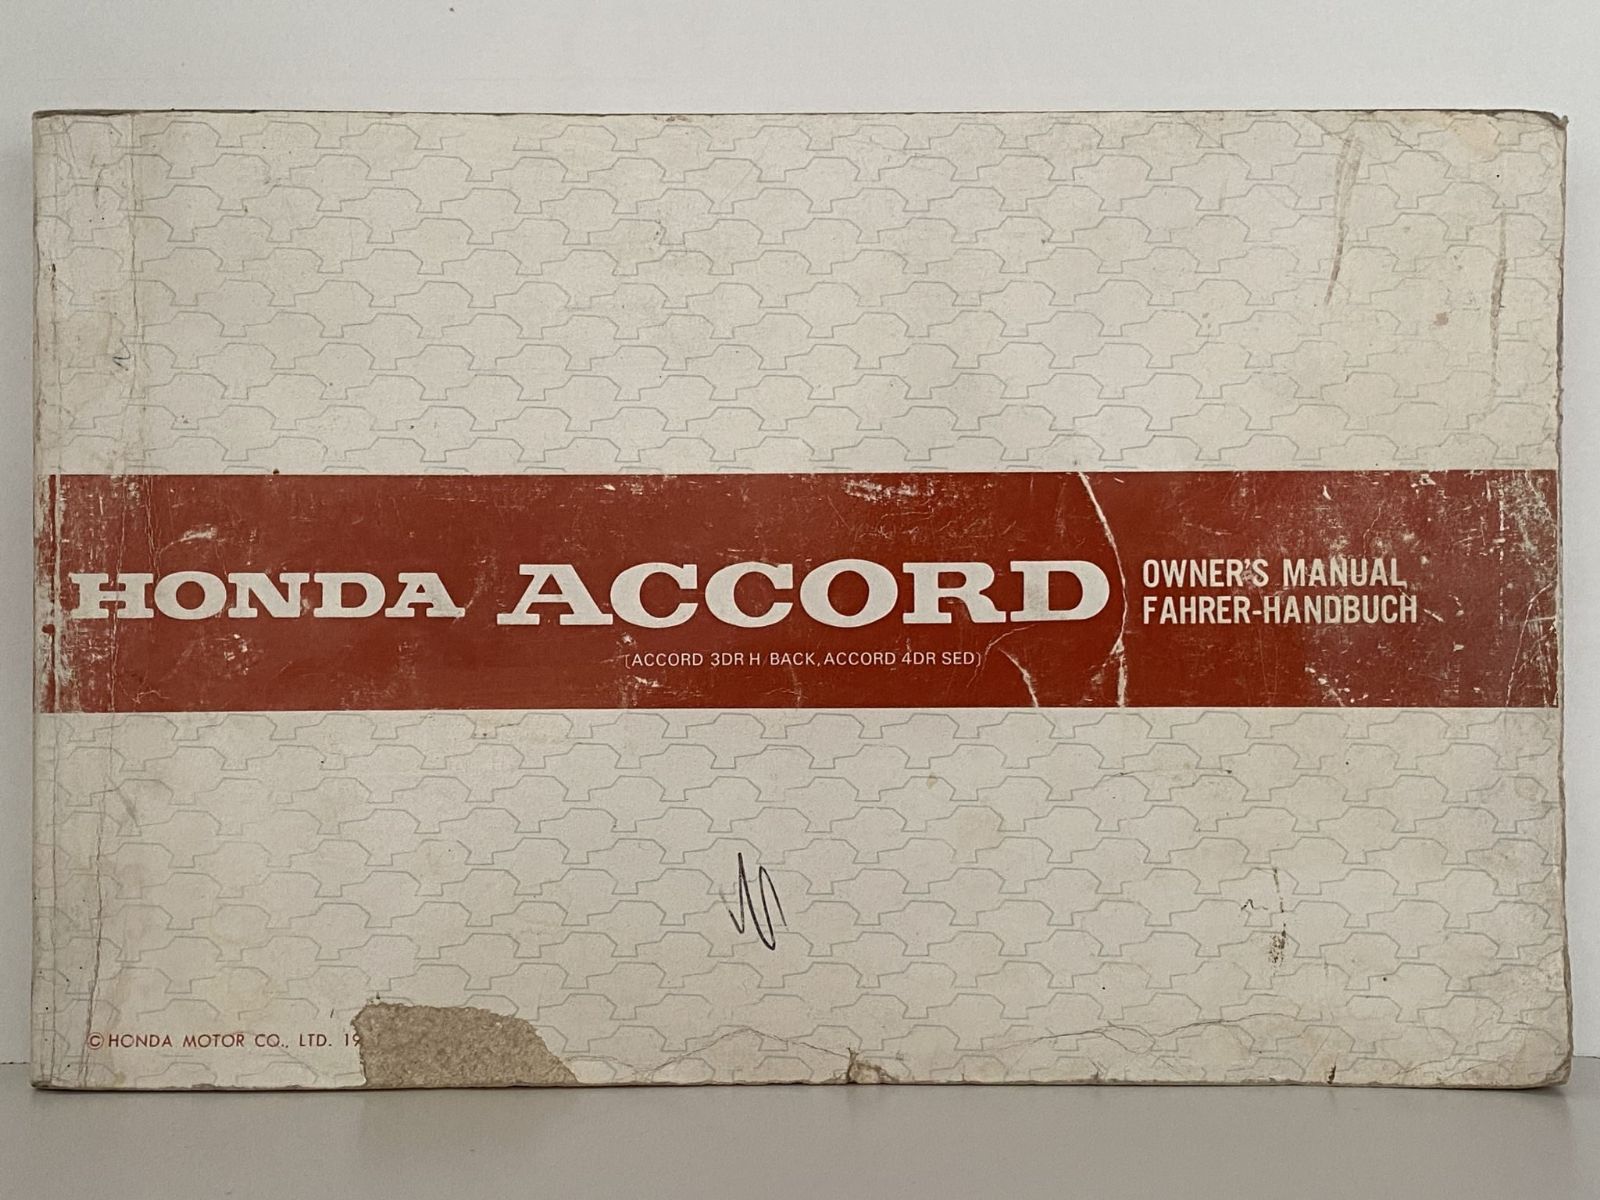 HONDA ACCORD
OWNER'S MANUAL
FAHRER-HANDBUCH
(ACCORD 3DR H/BACK, ACCORD 4DR SED)
© HONDA MOTOR CO., LTD. 19